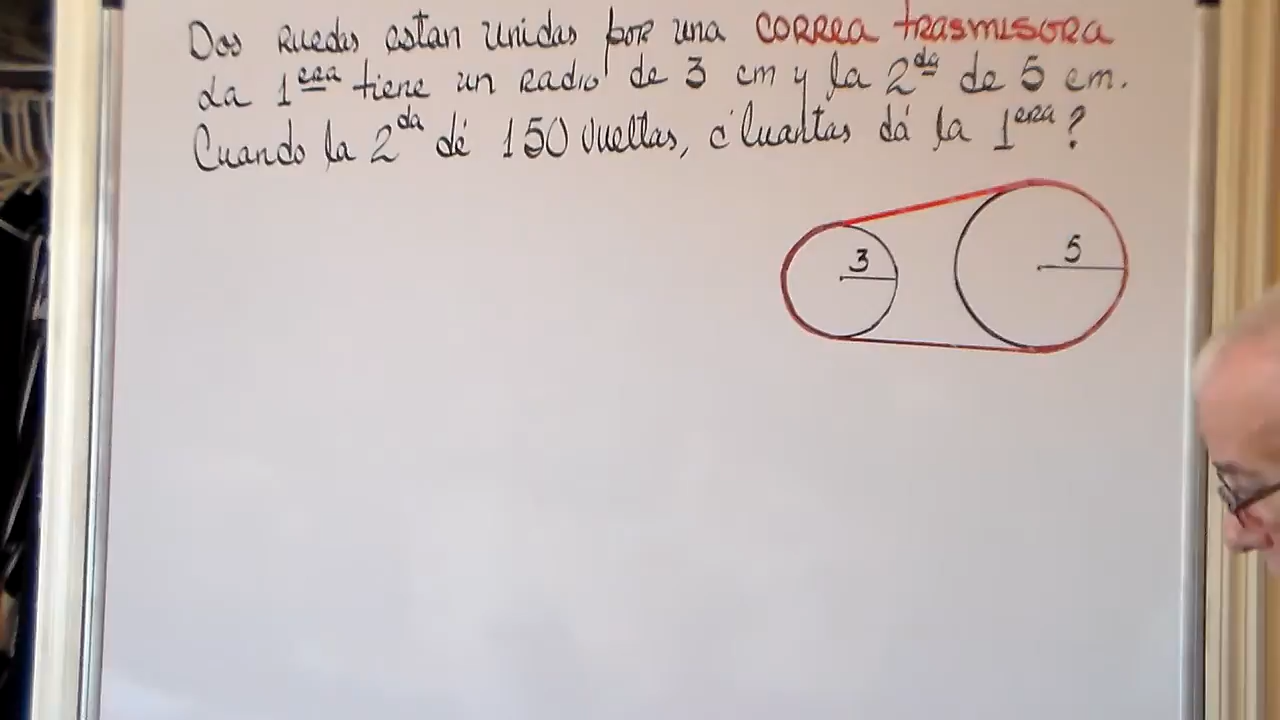 Dos ruedas estan unidas por una CORREA trasmisora
La 1era tiene un radio de 3 cm y la 2da de 5 cm.
Cuando la 2da dé 150 vueltas, ¿Cuantas dá la 1era?
3
5